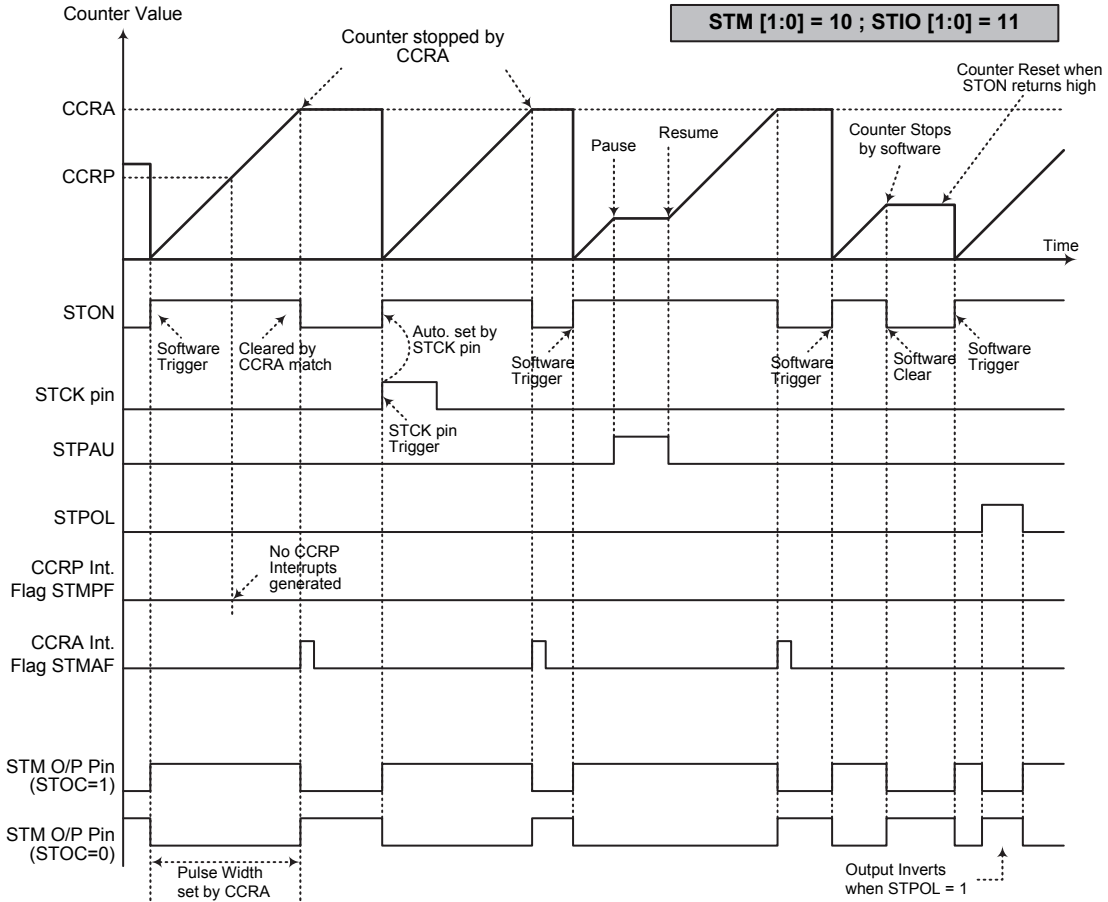 Counter Value
STM [1:0] = 10 ; STIO [1:0] = 11
Counter stopped by
CCRA
Counter Reset when
STON returns high
CCRA
Pause
Resume
Counter Stops
by software
CCRP
Time
STON
Software
Trigger
Cleared by
CCRA match
Auto. set by
STCK pin
Software
Trigger
Software
Trigger
Software
Clear
Software
Trigger
STCK pin
STCK pin
Trigger
STPAU
STPOL
No CCRP
Interrupts
generated
CCRP Int.
Flag STMPF
CCRA Int.
Flag STMAF
STM O/P Pin
(STOC=1)
STM O/P Pin
(STOC=0)
Pulse Width
set by CCRA
Output Inverts
when STPOL = 1